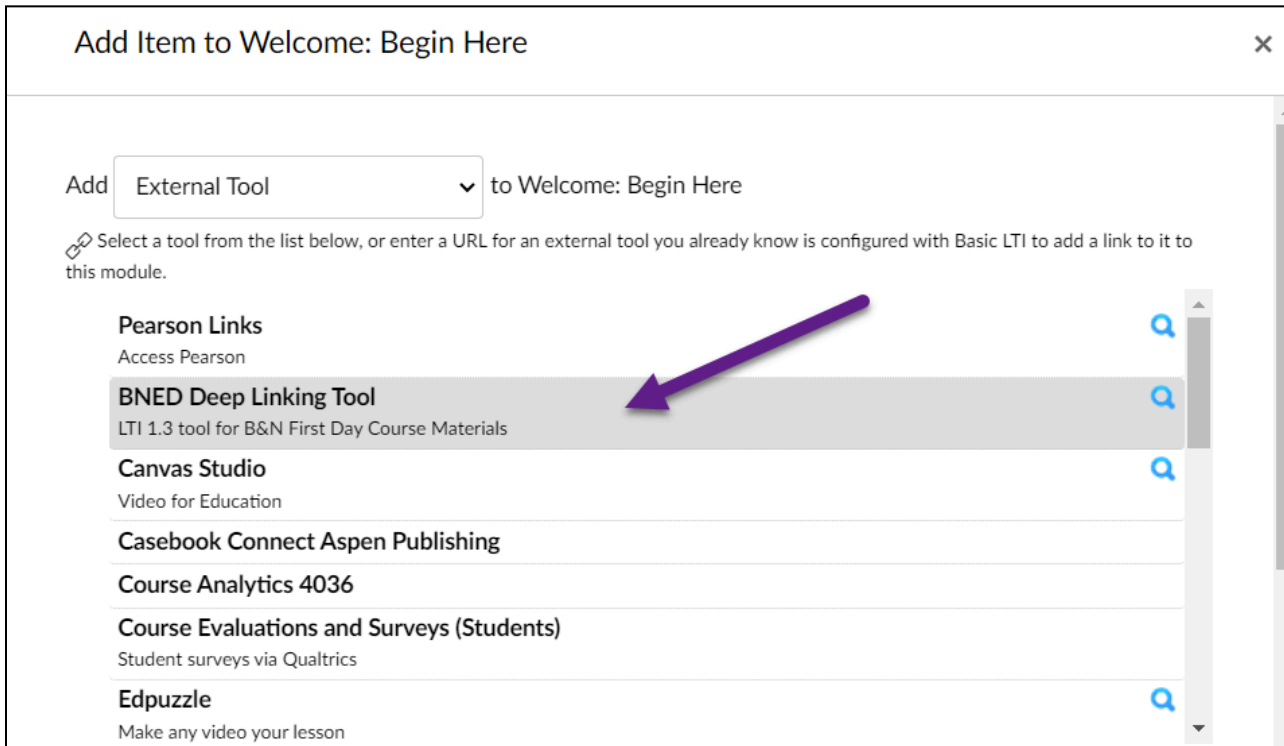 Add Item to Welcome: Begin Here
Add External Tool to Welcome: Begin Here
Select a tool from the list below, or enter a URL for an external tool you already know is configured with Basic LTI to add a link to it to
this module.
Pearson Links
Access Pearson
BNED Deep Linking Tool
LTI 1.3 tool for B&N First Day Course Materials
Canvas Studio
Video for Education
Casebook Connect Aspen Publishing
Course Analytics 4036
Course Evaluations and Surveys (Students)
Student surveys via Qualtrics
Edpuzzle
Make any video your lesson